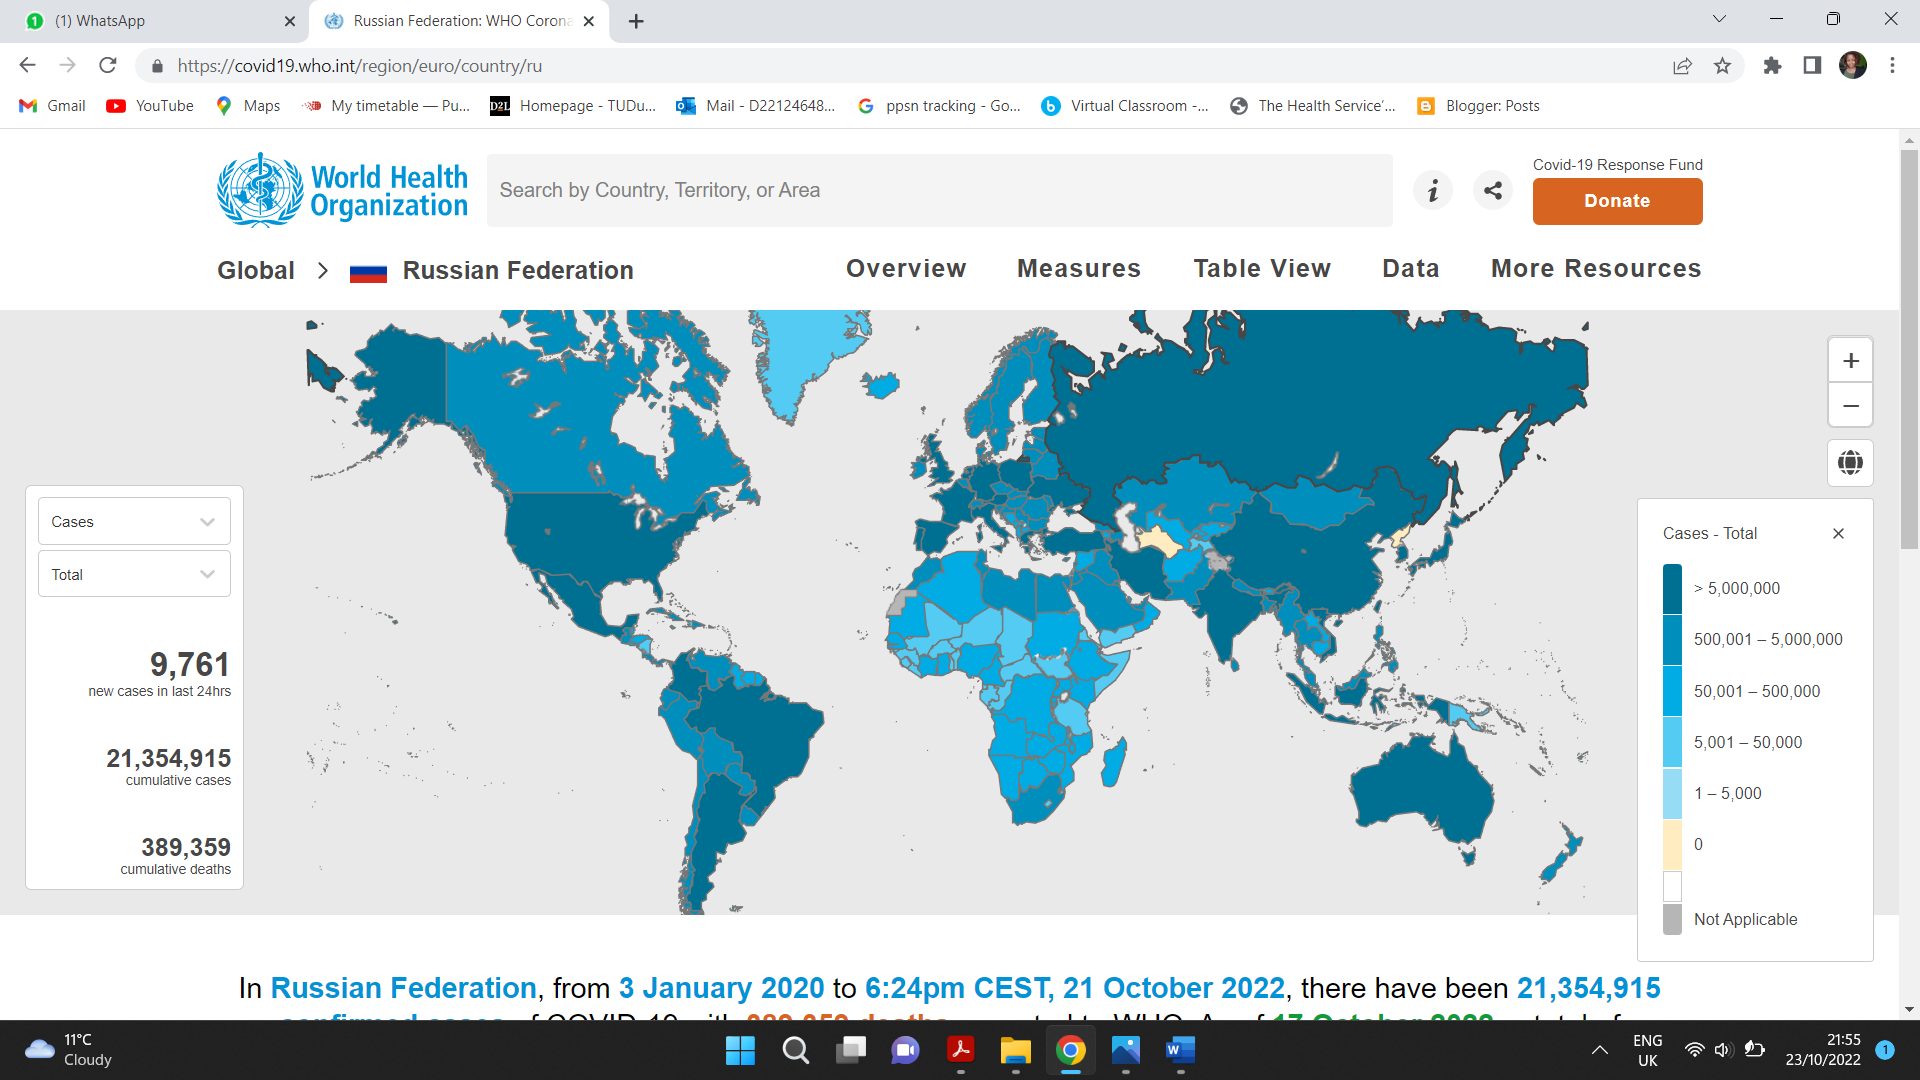 (1) WhatsApp
Russian Federation: WHO Corona
https://covid19.who.int/region/euro/country/ru
Gmail
YouTube
Maps
My timetable — Pu...
D2L
Homepage - TUDu...
Mail - D22124648...
ppsn tracking - Go...
Virtual Classroom -...
The Health Service'...
Blogger: Posts
World Health
Organization
Search by Country, Territory, or Area
Covid-19 Response Fund
Donate
Global > Russian Federation
Overview
Measures
Table View
Data
More Resources
Cases
Total
9,761
new cases in last 24hrs
21,354,915
cumulative cases
389,359
cumulative deaths
Cases - Total
> 5,000,000
500,001 – 5,000,000
50,001 – 500,000
5,001 – 50,000
1 – 5,000
0
Not Applicable
In Russian Federation, from 3 January 2020 to 6:24pm CEST, 21 October 2022, there have been 21,354,915
11°C
Cloudy
ENG
UK
21:55
23/10/2022
1